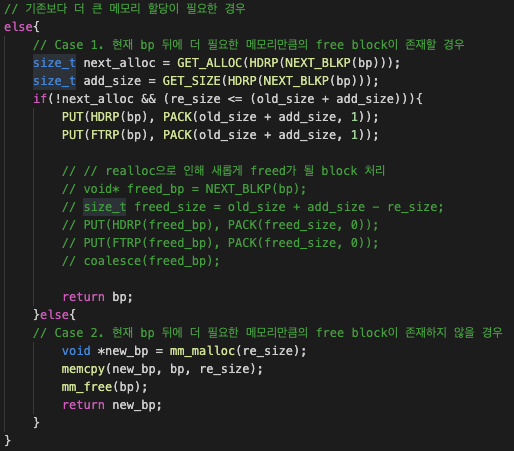 // 기존보다 더 큰 메모리 할당이 필요한 경우
else{
// Case 1. 현재 bp 뒤에 더 필요한 메모리만큼의 free block이 존재할 경우
size_t next_alloc = GET_ALLOC(HDRP(NEXT_BLKP(bp)));
size_t add_size = GET_SIZE(HDRP(NEXT_BLKP(bp)));
if(!next_alloc && (re_size <= (old_size + add_size))){
PUT(HDRP(bp), PACK(old_size + add_size, 1));
PUT(FTRP(bp), PACK(old_size + add_size, 1));
// // realloc으로 인해 새롭게 freed가 될 block 처리
// void* freed_bp = NEXT_BLKP(bp);
// size_t freed_size = old_size + add_size - re_size;
// PUT(HDRP(freed_bp), PACK(freed_size, 0));
// PUT(FTRP(freed_bp), PACK(freed_size, 0));
// coalesce(freed_bp);
return bp;
}else{
// Case 2. 현재 bp 뒤에 더 필요한 메모리만큼의 free block이 존재하지 않을 경우
void *new_bp = mm_malloc(re_size);
memcpy(new_bp, bp, re_size);
mm_free(bp);
return new_bp;
}
}